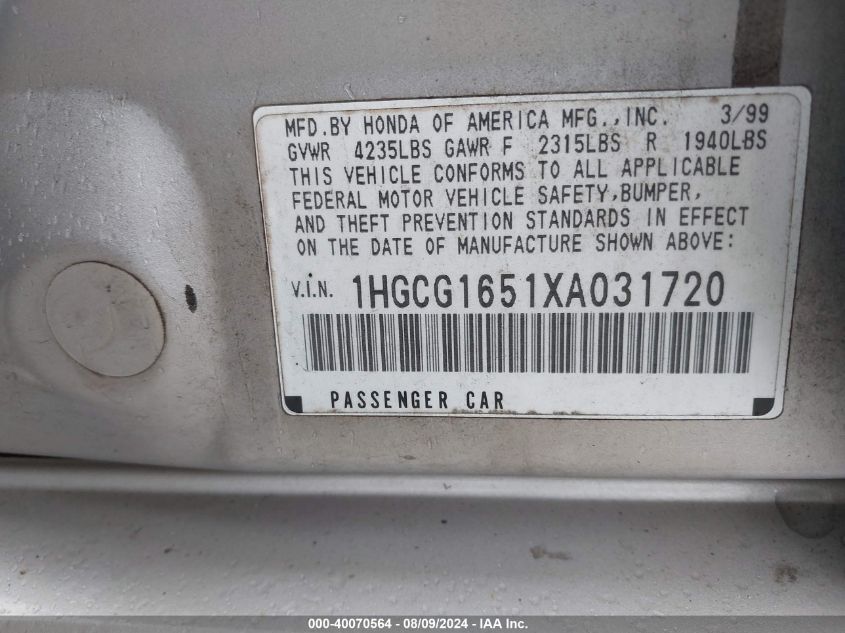 MFD.BY HONDA OF AMERICA MFG.,INC. 3/99
GVWR 4235LBS GAWR F 2315LBS R 1940LBS
THIS VEHICLE CONFORMS TO ALL APPLICABLE
FEDERAL MOTOR VEHICLE SAFETY,BUMPER,
AND THEFT PREVENTION STANDARDS IN EFFECT
ON THE DATE OF MANUFACTURE SHOWN ABOVE:
V.i.N. 1HGCG1651XA031720
PASSENGER CAR
000-40070564 - 08/09/2024 - IAA Inc.